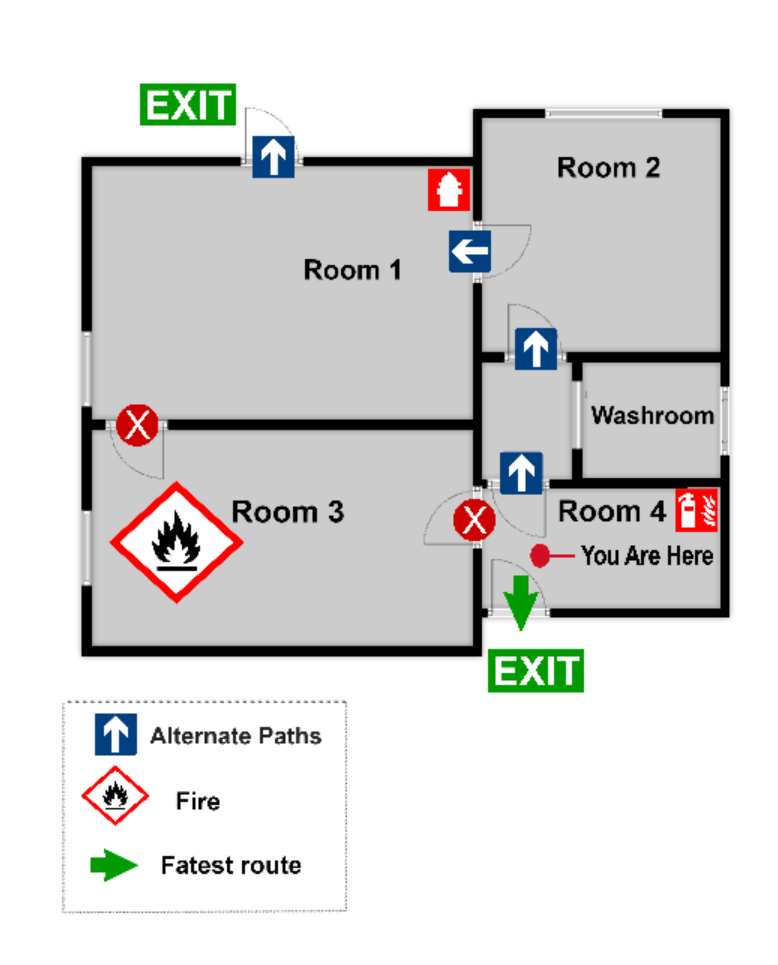 EXIT
Room 2
Room 1
X
Washroom
Room 3
Room 4
X
You Are Here
EXIT
Alternate Paths
Fire
Fatest route